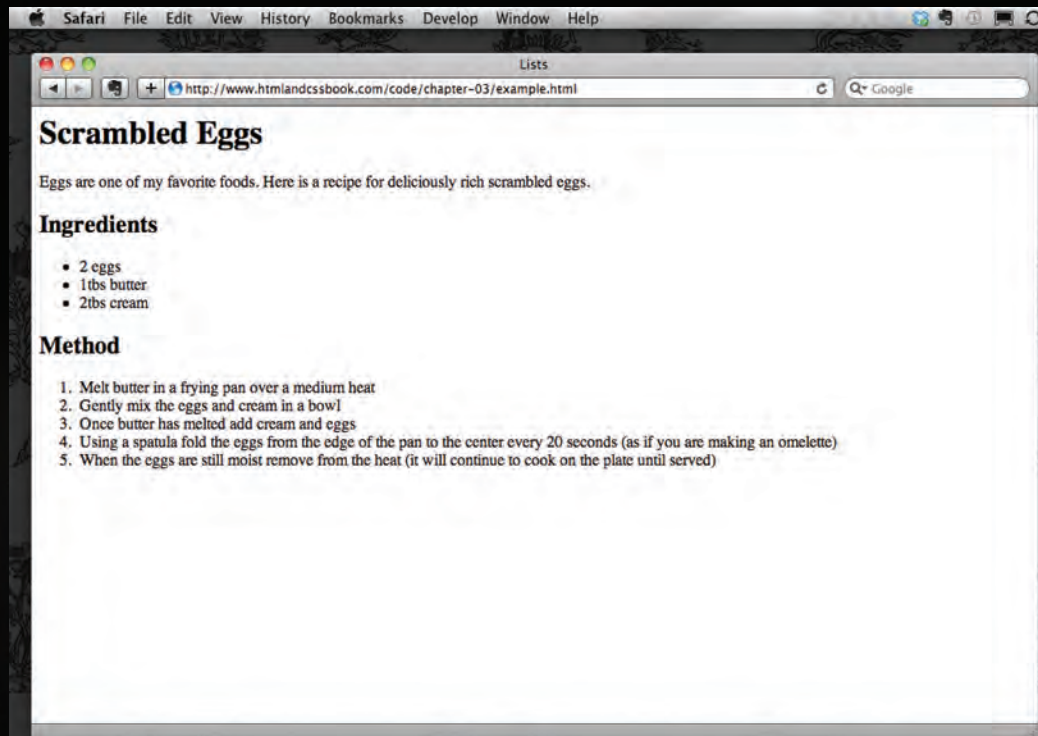 Safari File Edit View History Bookmarks Develop Window Help
Lists
http://www.htmlandcssbook.com/code/chapter-03/example.html
Google
Scrambled Eggs
Eggs are one of my favorite foods. Here is a recipe for deliciously rich scrambled eggs.
Ingredients
• 2 eggs
• 1tbs butter
• 2tbs cream
Method
1. Melt butter in a frying pan over a medium heat
2. Gently mix the eggs and cream in a bowl
3. Once butter has melted add cream and eggs
4. Using a spatula fold the eggs from the edge of the pan to the center every 20 seconds (as if you are making an omelette)
5. When the eggs are still moist remove from the heat (it will continue to cook on the plate until served)